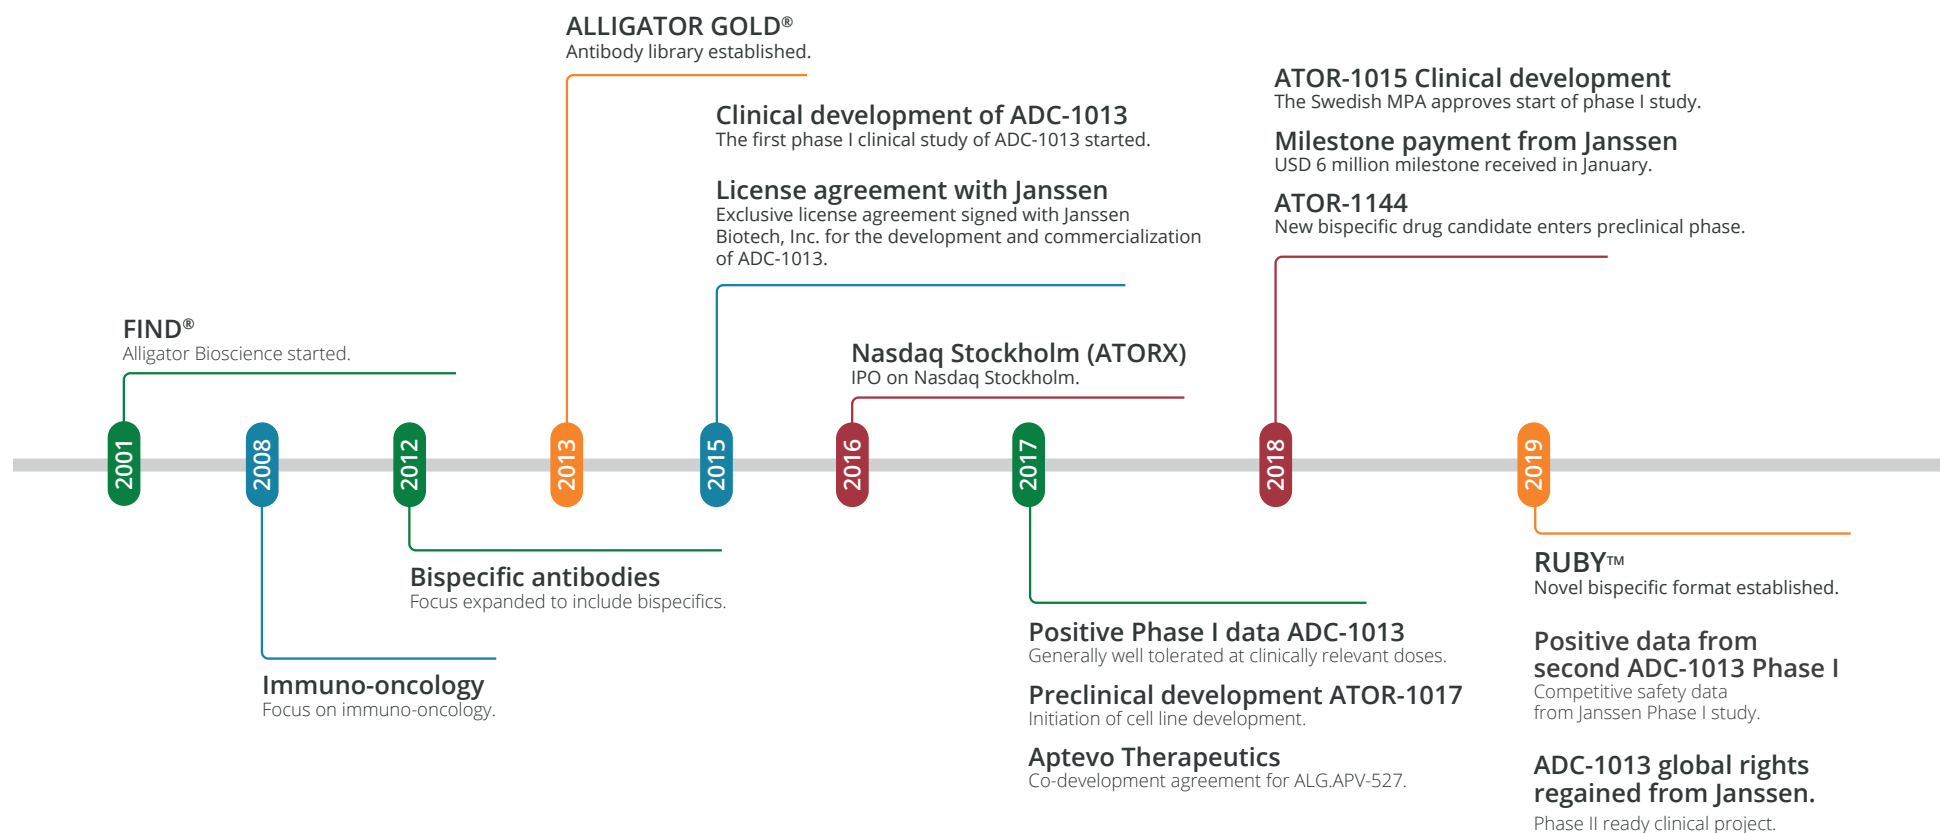 FIND®
Alligator Bioscience started.
2001
2008
Immuno-oncology
Focus on immuno-oncology.
2012
Bispecific antibodies
Focus expanded to include bispecifics.
ALLIGATOR GOLD®
Antibody library established.
2013
Clinical development of ADC-1013
The first phase I clinical study of ADC-1013 started.
License agreement with Janssen
Exclusive license agreement signed with Janssen
Biotech, Inc. for the development and commercialization
of ADC-1013.
2015
Nasdaq Stockholm (ATORX)
IPO on Nasdaq Stockholm.
2016
2017
Positive Phase I data ADC-1013
Generally well tolerated at clinically relevant doses.
Preclinical development ATOR-1017
Initiation of cell line development.
Aptevo Therapeutics
Co-development agreement for ALG.APV-527.
ATOR-1015 Clinical development
The Swedish MPA approves start of phase I study.
Milestone payment from Janssen
USD 6 million milestone received in January.
ATOR-1144
New bispecific drug candidate enters preclinical phase.
2018
2019
RUBY™
Novel bispecific format established.
Positive data from
second ADC-1013 Phase I
Competitive safety data
from Janssen Phase I study.
ADC-1013 global rights
regained from Janssen.
Phase II ready clinical project.